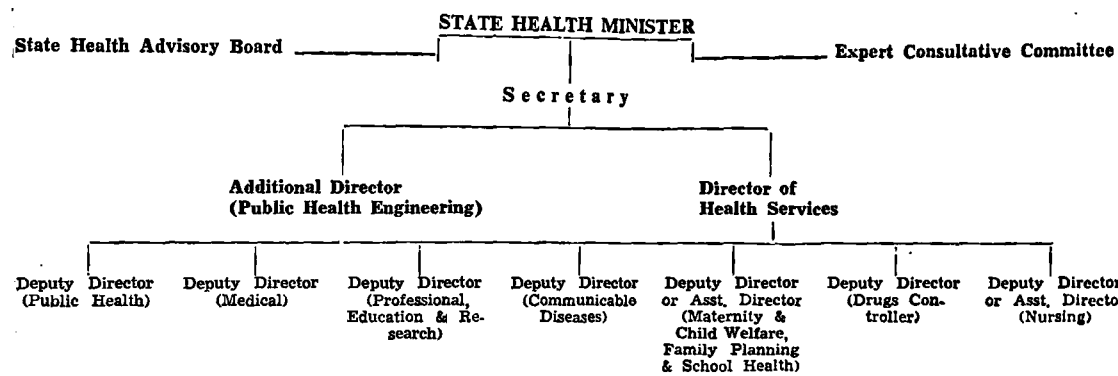 STATE HEALTH MINISTER
State Health Advisory Board
Expert Consultative Committee
Secretary
Additional Director
(Public Health Engineering)
Director of
Health Services
Deputy Director
(Public Health)
Deputy Director
(Medical)
Deputy Director
(Professional,
Education & Re-
search)
Deputy Director
(Communicable
Diseases)
Deputy Director
or Asst. Director
(Maternity &
Child Welfare,
Family Planning
& School Health)
Deputy Director
(Drugs Con-
troller)
Deputy Director
or Asst. Directo
(Nursing)